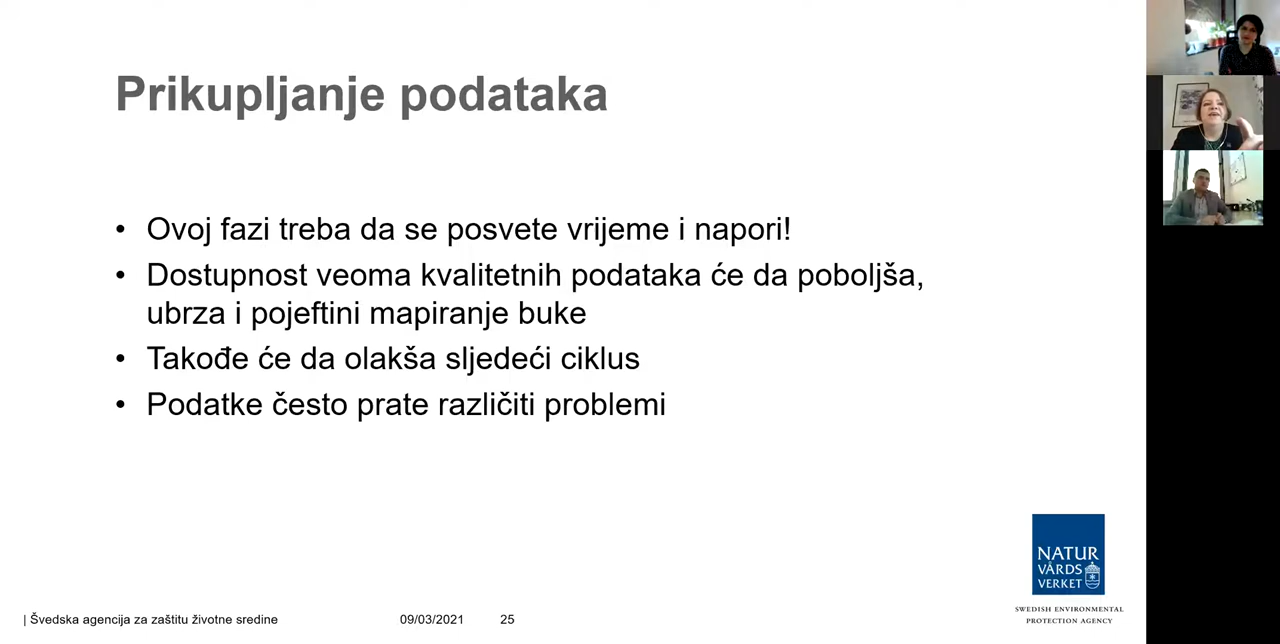 Prikupljanje podataka
• Ovoj fazi treba da se posvete vrijeme i napori!
• Dostupnost veoma kvalitetnih podataka će da poboljša,
ubrza i pojeftini mapiranje buke
• Takođe će da olakša sljedeći ciklus
• Podatke često prate različiti problemi
NATUR
VÅRDS
VERKET
SWEDISH ENVIRONMENTAL
PROTECTION AGENCY
| Švedska agencija za zaštitu životne sredine 09/03/2021 25